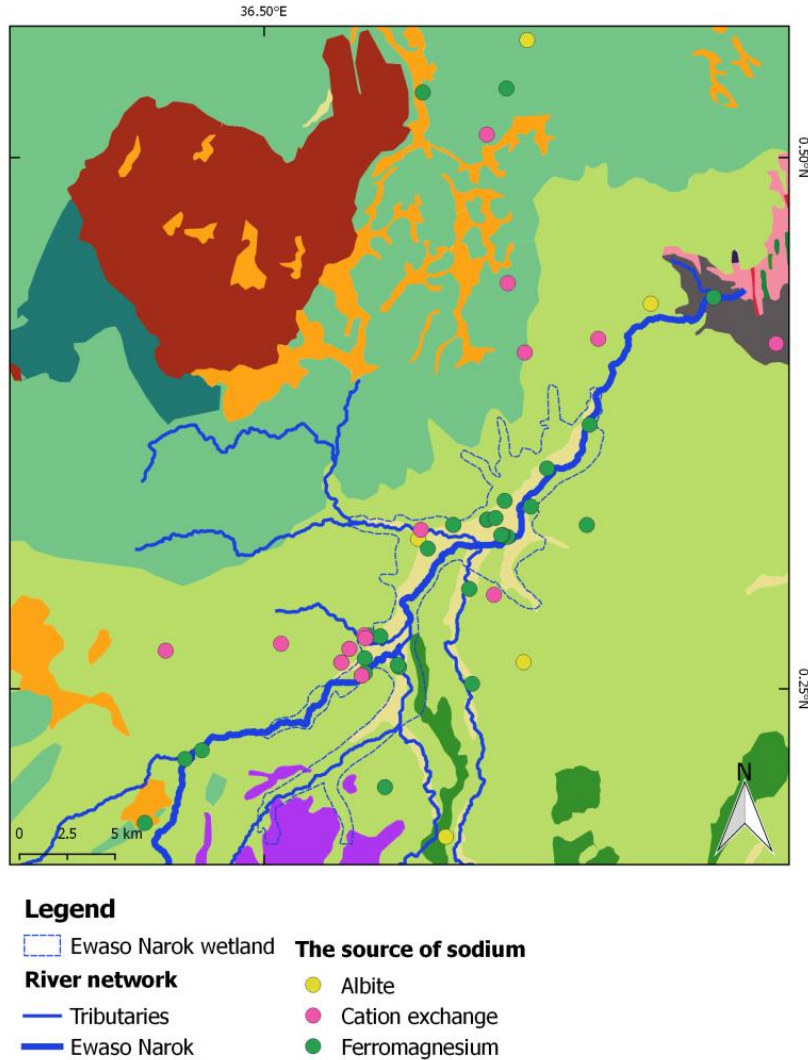 36.50°E
0.50°N
0.25°N
N
0 2.5 5 km
Legend
Ewaso Narok wetland
River network
Tributaries
Ewaso Narok
The source of sodium
Albite
Cation exchange
Ferromagnesium